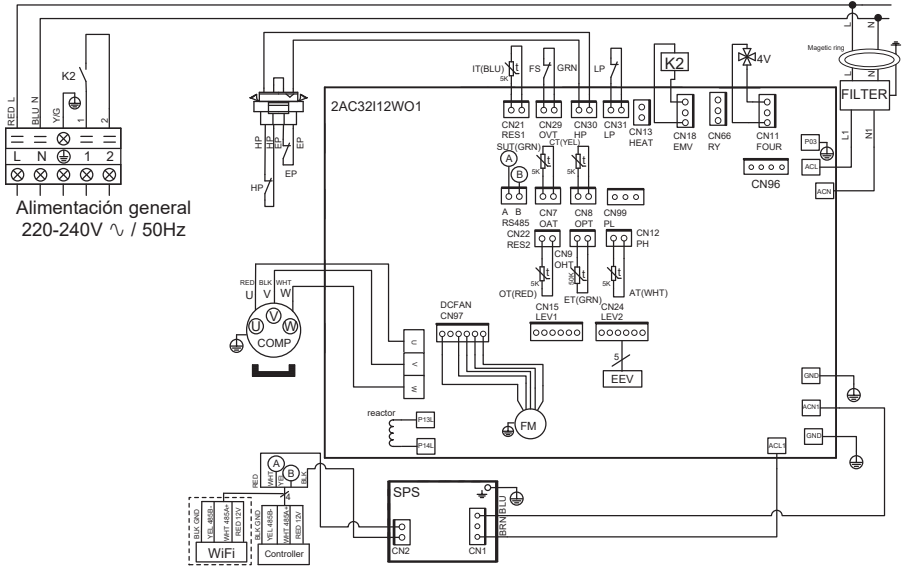 RED L
BLU N
Y/G
K2
1
2
L N 1 2
Alimentación general
220-240V ∿ / 50Hz
HP
HP
EP
EP
HP
EP
2AC32I12WO1
IT(BLU)
5K
t
FS
GRN
LP
K2
4V
CN21
RES1
CN29
OVT
CN30
HP
CN31
LP
CN13
HEAT
CN18
EMV
CN66
RY
CN11
FOUR
CN96
Magetic ring
L
N
L
N
FILTER
L1
N1
P03
ACL
ACN
SUT(GRN)
CT(YEL)
A
B
5K
t
5K
t
A B
RS485
CN7
OAT
CN8
OPT
CN99
PL
CN22
RES2
CN9
OHT
CN12
PH
5K
t
50K
t
5K
t
OT(RED)
ET(GRN)
AT(WHT)
DCFAN
CN97
CN15
LEV1
CN24
LEV2
5
EEV
FM
RED BLK WHT
U V W
U V W
COMP
U
V
W
reactor
P13L
P14L
GND
ACN1
GND
ACL1
RED
WHT
YEL
BLK
A
B
4
BLK GND
YEL 485B-
WHT 485A+
RED 12V
WiFi
BLK GND
YEL 485B-
WHT 485A+
RED 12V
Controller
SPS
CN2
CN1
BLU
BRN